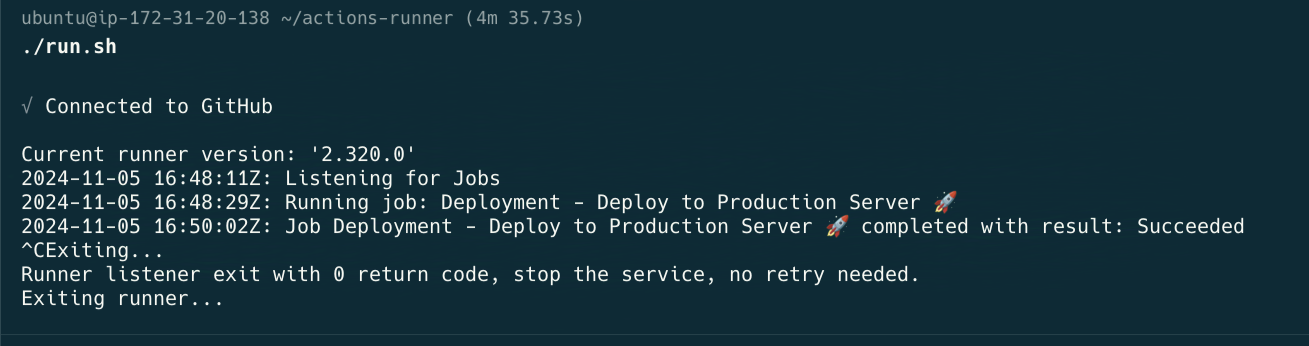 ubuntu@ip-172-31-20-138 ~/actions-runner (4m 35.73s)
./run.sh
√ Connected to GitHub
Current runner version: '2.320.0'
2024-11-05 16:48:11Z: Listening for Jobs
2024-11-05 16:48:29Z: Running job: Deployment - Deploy to Production Server 🚀
2024-11-05 16:50:02Z: Job Deployment - Deploy to Production Server 🚀 completed with result: Succeeded
^CExiting...
Runner listener exit with 0 return code, stop the service, no retry needed.
Exiting runner...